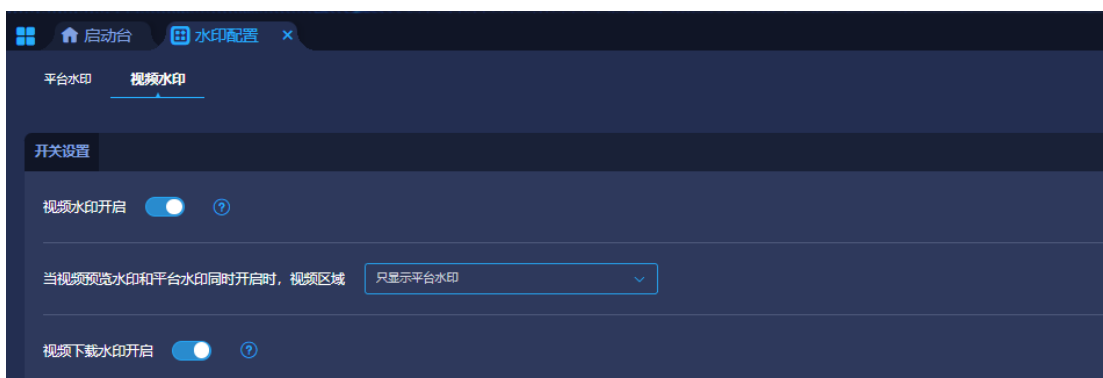 启动台 水印配置 ×
平台水印 视频水印
开关设置
视频水印开启 ?
当视频预览水印和平台水印同时开启时，视频区域 只显示平台水印
视频下载水印开启 ?